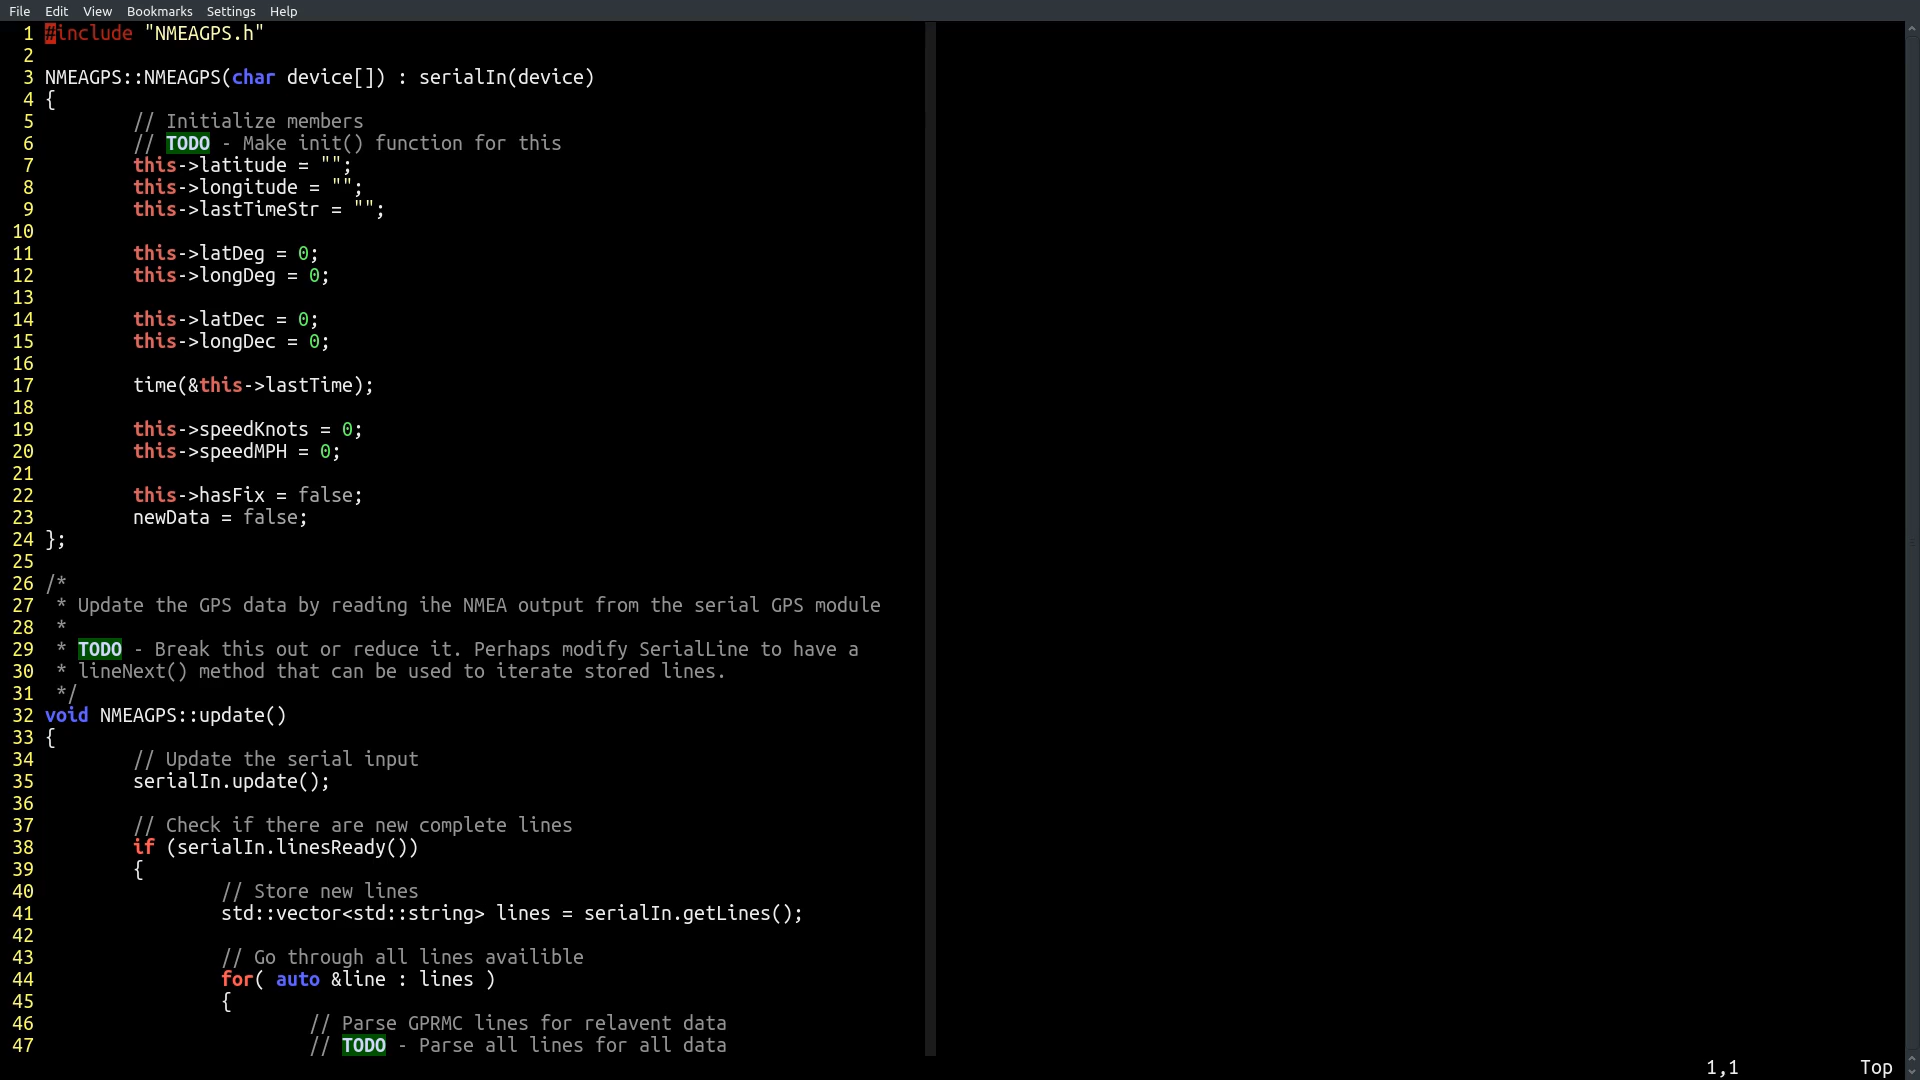 File Edit View Bookmarks Settings Help
1 #include "NMEAGPS.h"
2
3 NMEAGPS::NMEAGPS(char device[]) : serialIn(device)
4 {
5 // Initialize members
6 // TODO - Make init() function for this
7 this->latitude = "";
8 this->longitude = "";
9 this->lastTimeStr = "";
10
11 this->latDeg = 0;
12 this->longDeg = 0;
13
14 this->latDec = 0;
15 this->longDec = 0;
16
17 time(&this->lastTime);
18
19 this->speedKnots = 0;
20 this->speedMPH = 0;
21
22 this->hasFix = false;
23 newData = false;
24 };
25
26 /*
27 * Update the GPS data by reading ihe NMEA output from the serial GPS module
28 *
29 * TODO - Break this out or reduce it. Perhaps modify SerialLine to have a
30 * lineNext() method that can be used to iterate stored lines.
31 */
32 void NMEAGPS::update()
33 {
34 // Update the serial input
35 serialIn.update();
36
37 // Check if there are new complete lines
38 if (serialIn.linesReady())
39 {
40 // Store new lines
41 std::vector<std::string> lines = serialIn.getLines();
42
43 // Go through all lines availible
44 for( auto &line : lines )
45 {
46 // Parse GPRMC lines for relavent data
47 // TODO - Parse all lines for all data
1,1 Top